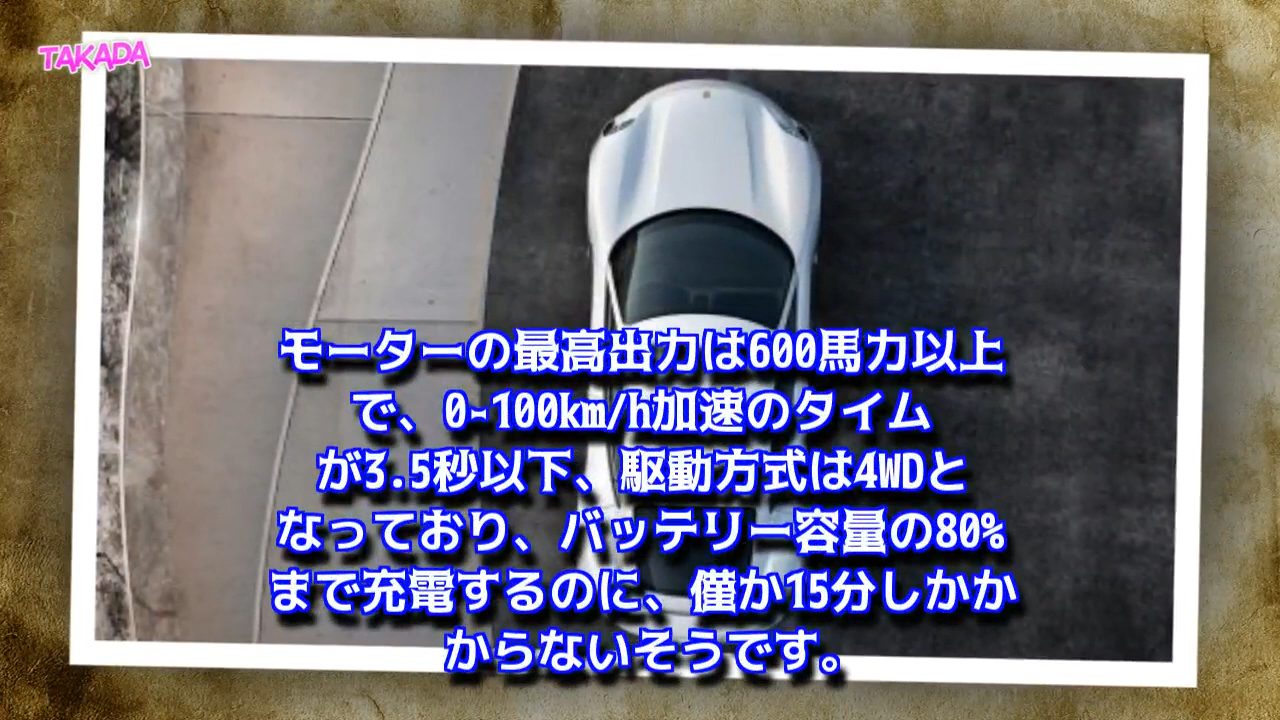 TAKADA
モーターの最高出力は600馬力以上
で、0-100km/h加速のタイム
が3.5秒以下、駆動方式は4WDと
なっており、バッテリー容量の80%
まで充電するのに、僅か15分しかか
からないそうです。